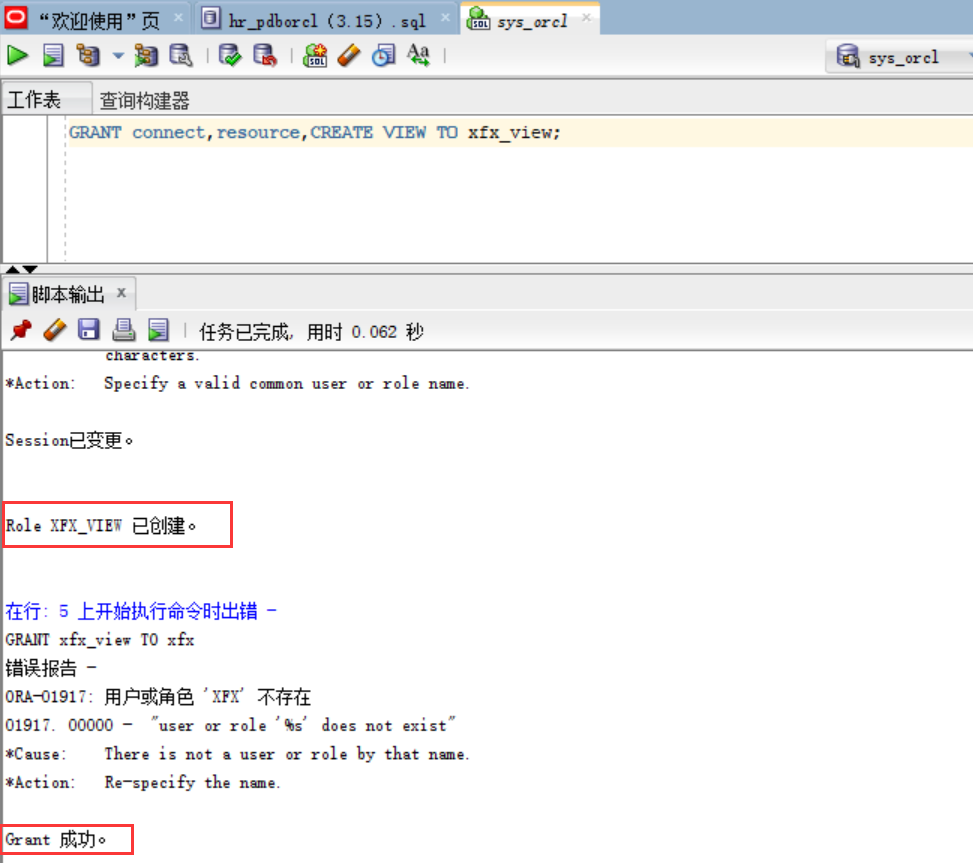 “欢迎使用”页
hr_pdborcl (3.15).sql
sys_orcl
sys_orcl
工作表
查询构建器
GRANT connect,resource,CREATE VIEW TO xfx_view;
脚本输出
任务已完成, 用时 0.062 秒
characters.
*Action: Specify a valid common user or role name.
Session已变更。
Role XFX_VIEW 已创建。
在行: 5 上开始执行命令时出错 -
GRANT xfx_view TO xfx
错误报告 -
ORA-01917: 用户或角色 'XFX' 不存在
01917. 00000 - "user or role '%s' does not exist"
*Cause: There is not a user or role by that name.
*Action: Re-specify the name.
Grant 成功。